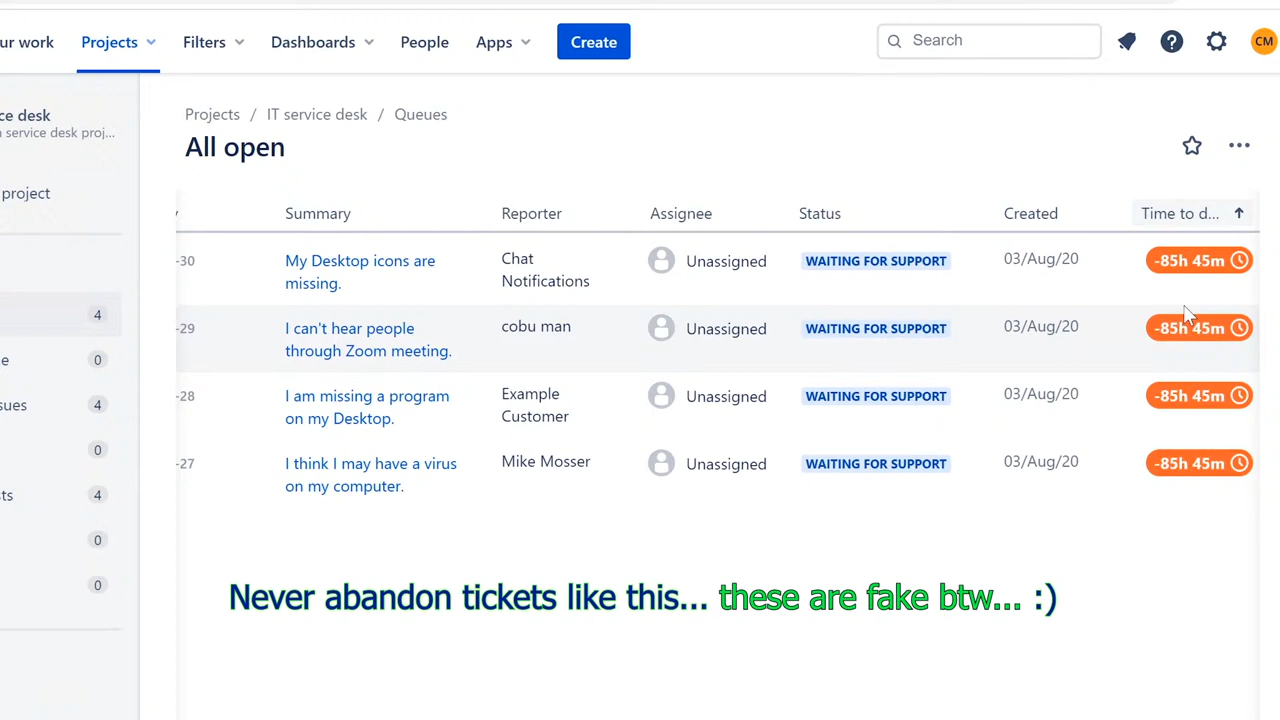 ur work Projects Filters Dashboards People Apps Create Search CM
ce desk
service desk proj...
project
4
e 0
sues 4
0
ts 4
0
0
Projects / IT service desk / Queues
All open
Summary Reporter Assignee Status Created Time to d...
-30 My Desktop icons are Chat Unassigned WAITING FOR SUPPORT 03/Aug/20 -85h 45m
missing. Notifications
-29 I can't hear people cobu man Unassigned WAITING FOR SUPPORT 03/Aug/20 -85h 45m
through Zoom meeting.
-28 I am missing a program Example Unassigned WAITING FOR SUPPORT 03/Aug/20 -85h 45m
on my Desktop. Customer
-27 I think I may have a virus Mike Mosser Unassigned WAITING FOR SUPPORT 03/Aug/20 -85h 45m
on my computer.
Never abandon tickets like this... these are fake btw... :)